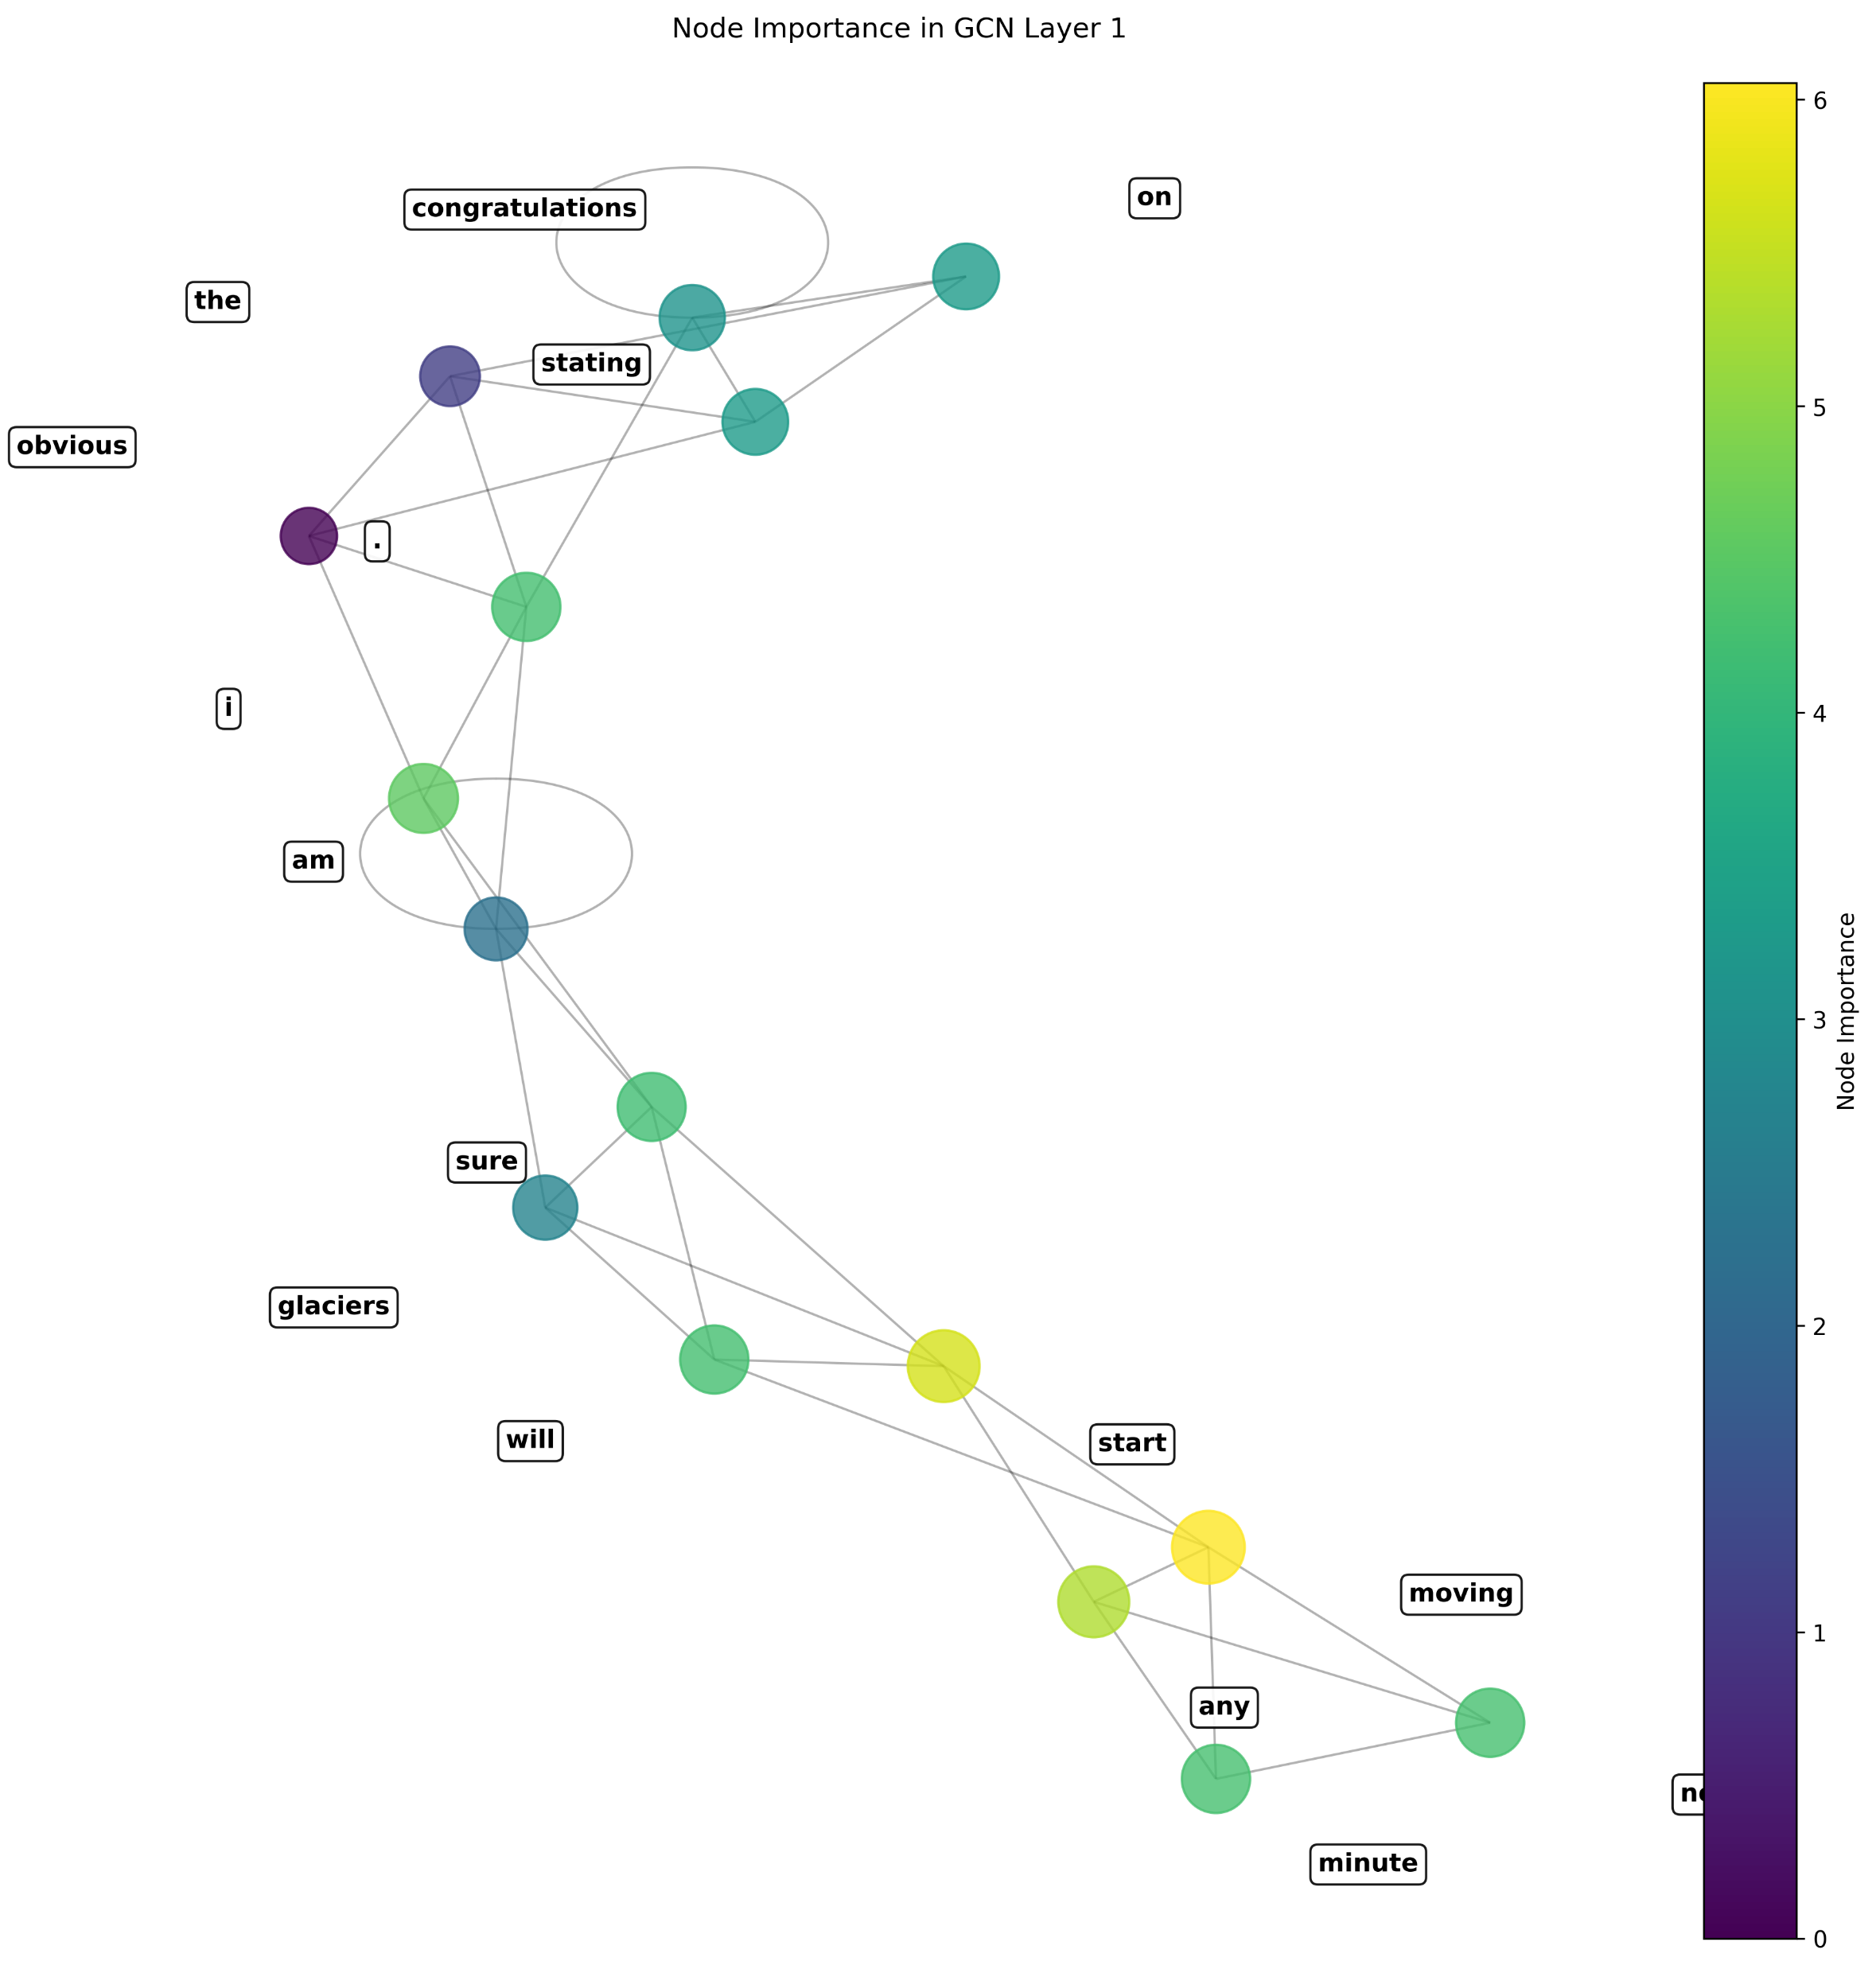 Node Importance in GCN Layer 1
congratulations
on
the
stating
obvious
.
i
am
sure
glaciers
will
start
moving
any
minute
6
5
4
3
2
1
0
Node Importance